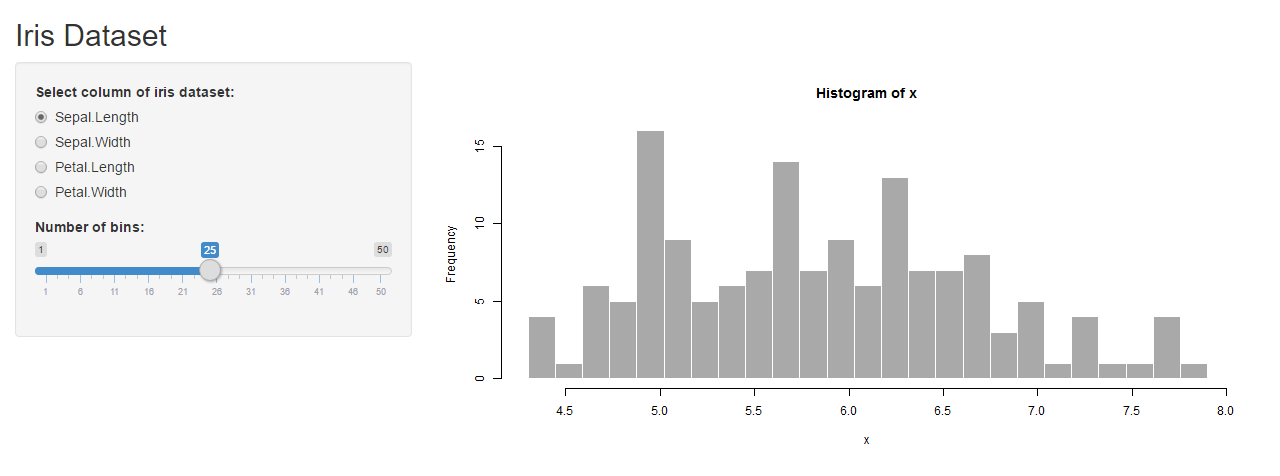 Iris Dataset
Select column of iris dataset:
Sepal.Length
Sepal.Width
Petal.Length
Petal.Width
Number of bins:
1 25 50
1 6 11 16 21 26 31 36 41 46 50
Histogram of x
Frequency
15
10
5
0
4.5 5.0 5.5 6.0 6.5 7.0 7.5 8.0
x